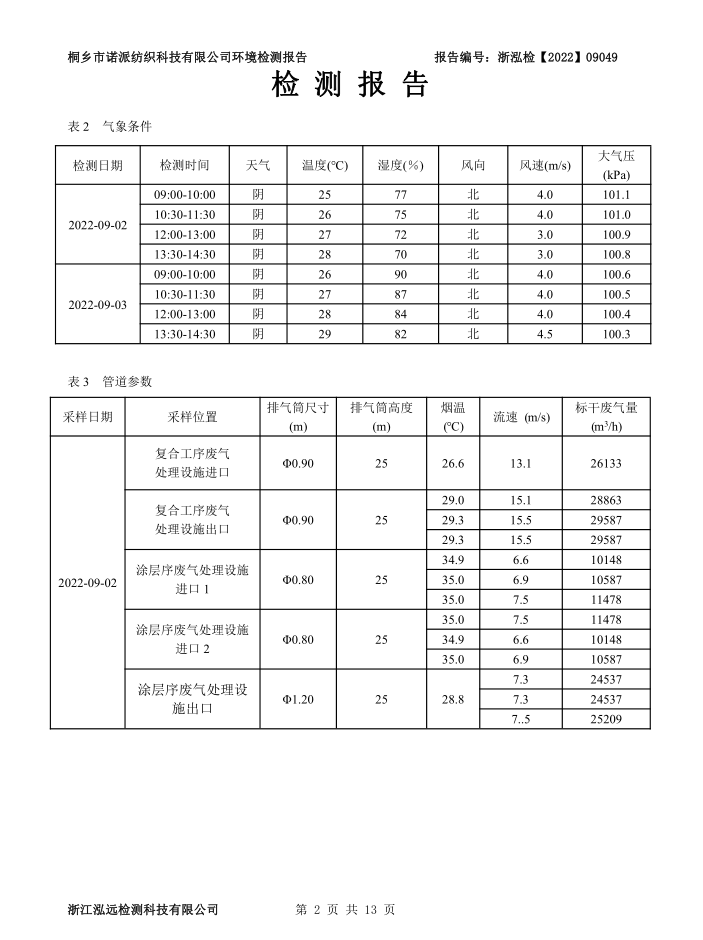 桐乡市诺派纺织科技有限公司环境检测报告 报告编号：浙泓检【2022】09049
检 测 报 告
表 2 气象条件
检测日期 检测时间 天气 温度(℃) 湿度(%) 风向 风速(m/s) 大气压(kPa)
2022-09-02 09:00-10:00 阴 25 77 北 4.0 101.1
10:30-11:30 阴 26 75 北 4.0 101.0
12:00-13:00 阴 27 72 北 3.0 100.9
13:30-14:30 阴 28 70 北 3.0 100.8
2022-09-03 09:00-10:00 阴 26 90 北 4.0 100.6
10:30-11:30 阴 27 87 北 4.0 100.5
12:00-13:00 阴 28 84 北 4.0 100.4
13:30-14:30 阴 29 82 北 4.5 100.3
表 3 管道参数
采样日期 采样位置 排气筒尺寸(m) 排气筒高度(m) 烟温(℃) 流速 (m/s) 标干废气量(m³/h)
2022-09-02 复合工序废气处理设施进口 Φ0.90 25 26.6 13.1 26133
复合工序废气处理设施出口 Φ0.90 25 29.0 15.1 28863
29.3 15.5 29587
29.3 15.5 29587
涂层序废气处理设施进口 1 Φ0.80 25 34.9 6.6 10148
35.0 6.9 10587
35.0 7.5 11478
涂层序废气处理设施进口 2 Φ0.80 25 35.0 7.5 11478
34.9 6.6 10148
35.0 6.9 10587
涂层序废气处理设施出口 Φ1.20 25 28.8 7.3 24537
7.3 24537
7..5 25209
浙江泓远检测科技有限公司 第 2 页 共 13 页